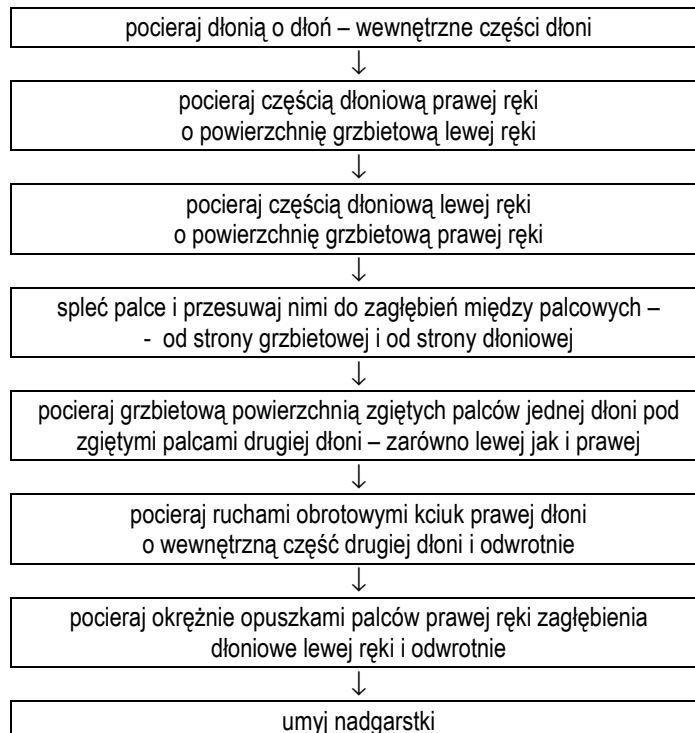 pocieraj dłonią o dłoń – wewnętrzne części dłoni
↓
pocieraj częścią dłoniową prawej ręki
o powierzchnię grzbietową lewej ręki
↓
pocieraj częścią dłoniową lewej ręki
o powierzchnię grzbietową prawej ręki
↓
spleć palce i przesuwaj nimi do zagłębień między palcowych –
- od strony grzbietowej i od strony dłoniowej
↓
pocieraj grzbietową powierzchnią zgiętych palców jednej dłoni pod
zgiętymi palcami drugiej dłoni – zarówno lewej jak i prawej
↓
pocieraj ruchami obrotowymi kciuk prawej dłoni
o wewnętrzną część drugiej dłoni i odwrotnie
↓
pocieraj okrężnie opuszkami palców prawej ręki zagłębienia
dłoniowe lewej ręki i odwrotnie
↓
umyj nadgarstki